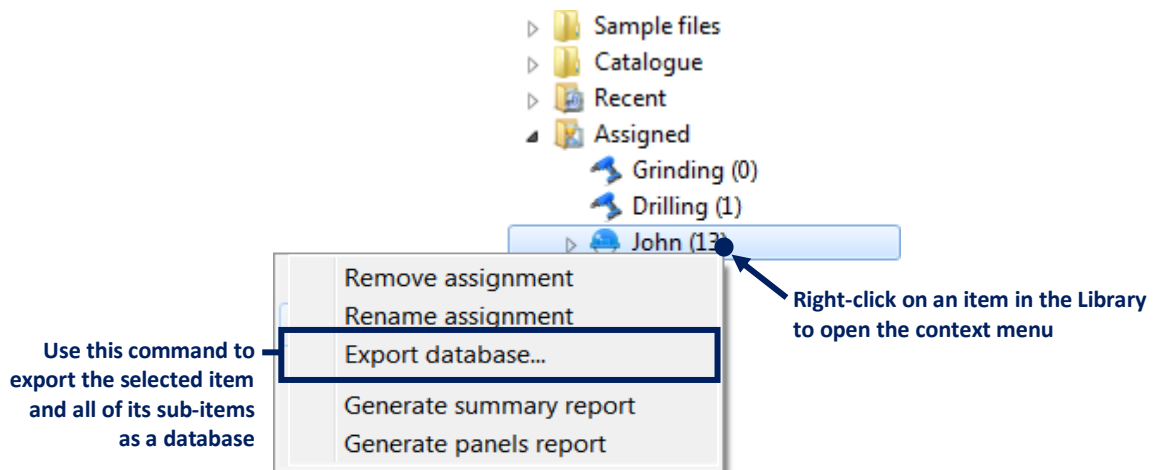 Sample files
Catalogue
Recent
Assigned
Grinding (0)
Drilling (1)
John (13)
Remove assignment
Rename assignment
Export database...
Generate summary report
Generate panels report
Right-click on an item in the Library
to open the context menu
Use this command to
export the selected item
and all of its sub-items
as a database